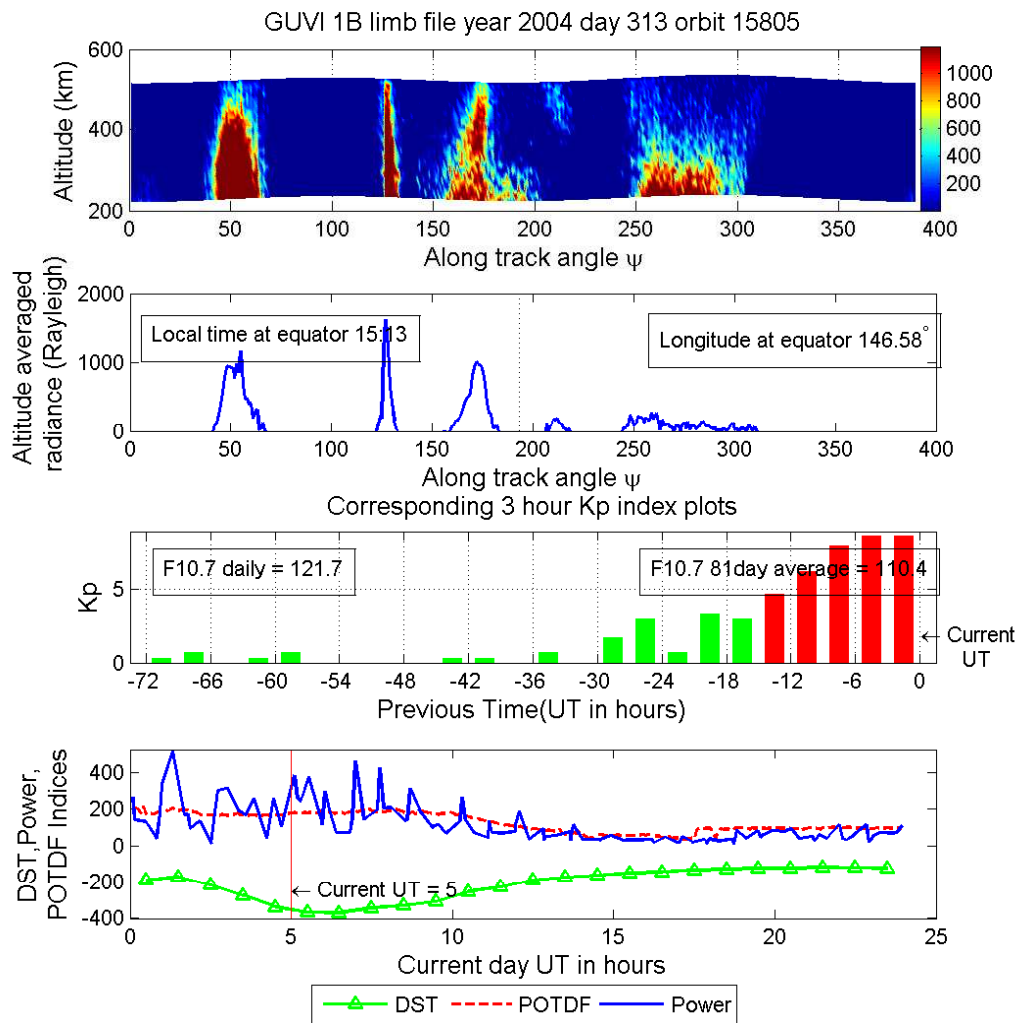 GUVI 1B limb file year 2004 day 313 orbit 15805
Altitude (km)
600
400
200
0 50 100 150 200 250 300 350 400
Along track angle ψ
1000
800
600
400
200
Altitude averaged
radiance (Rayleigh)
2000
1000
0
Local time at equator 15:13
Longitude at equator 146.58°
0 50 100 150 200 250 300 350 400
Along track angle ψ
Corresponding 3 hour Kp index plots
Kp
5
0
F10.7 daily = 121.7
F10.7 81day average = 110.4
← Current
UT
-72 -66 -60 -54 -48 -42 -36 -30 -24 -18 -12 -6 0
Previous Time(UT in hours)
DST,Power,
POTDF Indices
400
200
0
-200
-400
← Current UT = 5
0 5 10 15 20 25
Current day UT in hours
DST POTDF Power